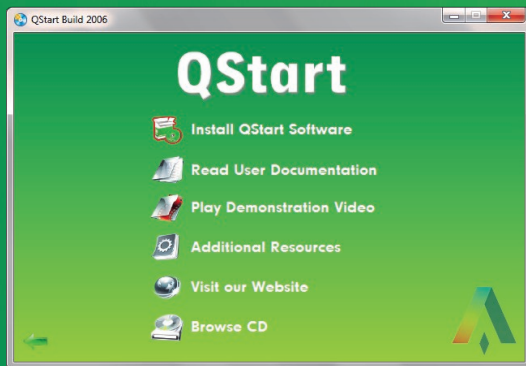 QStart Build 2006
QStart
Install QStart Software
Read User Documentation
Play Demonstration Video
Additional Resources
Visit our Website
Browse CD